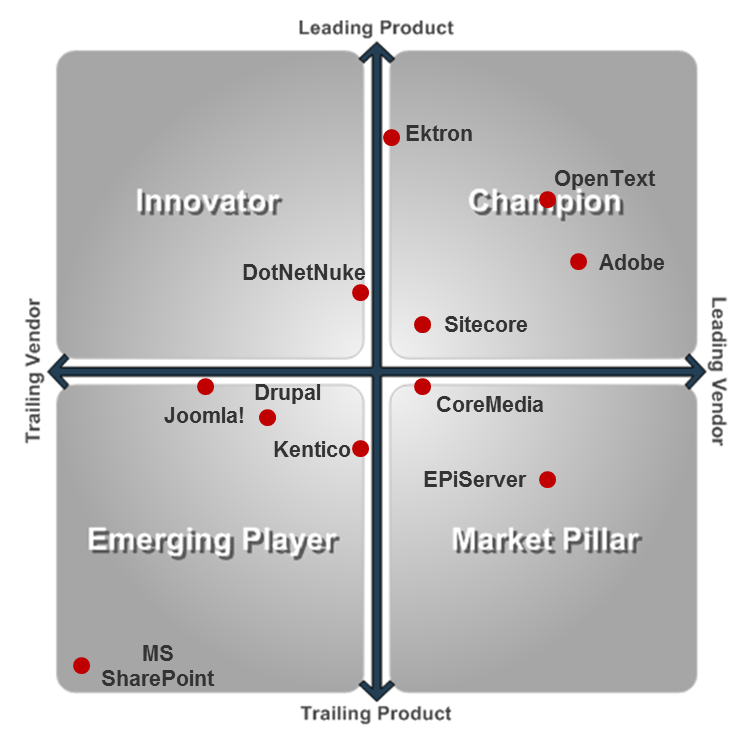 Leading Product
Ektron
OpenText
Innovator
Champion
Adobe
DotNetNuke
Sitecore
Trailing Vendor
Leading Vendor
Drupal
Joomla!
CoreMedia
Kentico
EPiServer
Emerging Player
Market Pillar
MS
SharePoint
Trailing Product